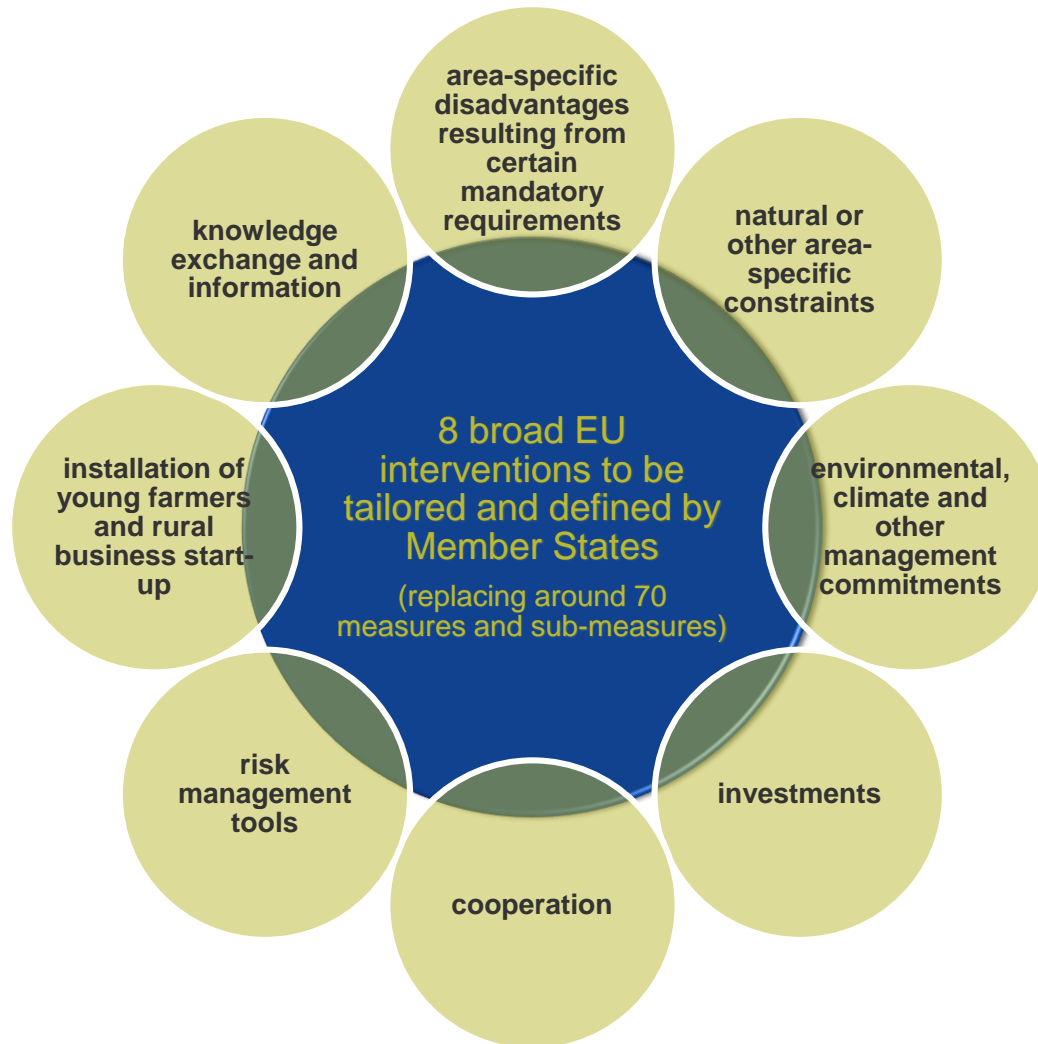 area-specific
disadvantages
resulting from
certain
mandatory
requirements
natural or
other area-
specific
constraints
environmental,
climate and
other
management
commitments
investments
cooperation
risk
management
tools
installation of
young farmers
and rural
business start-
up
knowledge
exchange and
information
8 broad EU
interventions to be
tailored and defined by
Member States
(replacing around 70
measures and sub-measures)